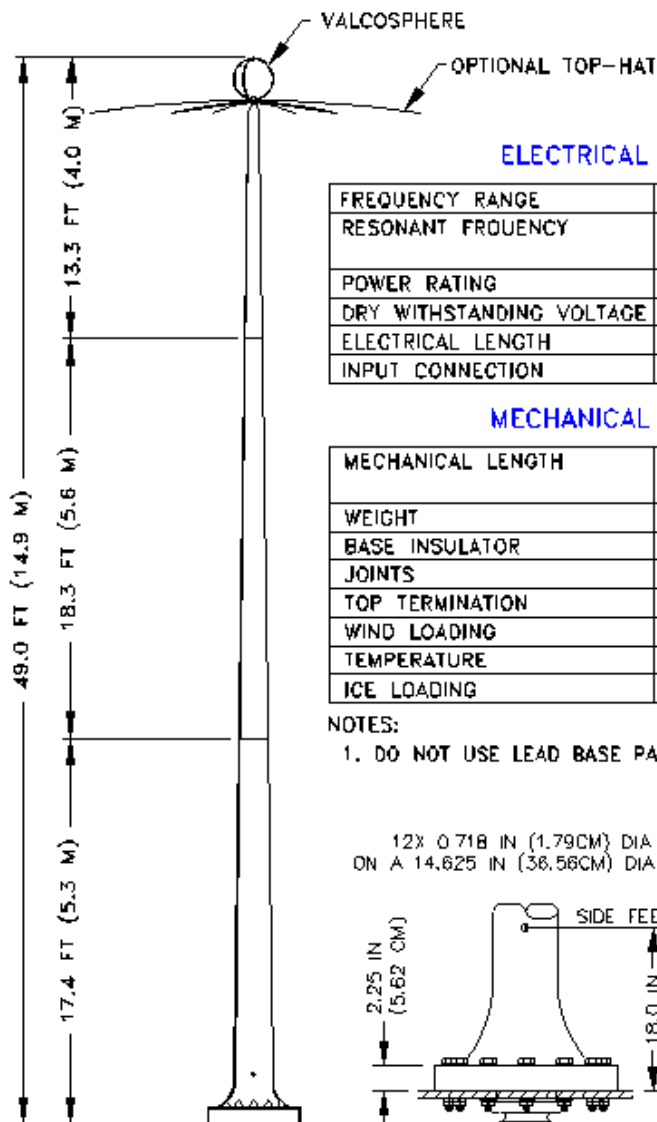 VALCOSPHERE
OPTIONAL TOP-HAT
13.3 FT (4.0 M)
18.3 FT (5.6 M)
17.4 FT (5.3 M)
49.0 FT (14.9 M)
ELECTRICAL
FREQUENCY RANGE
RESONANT FROUENCY
POWER RATING
DRY WITHSTANDING VOLTAGE
ELECTRICAL LENGTH
INPUT CONNECTION
MECHANICAL
MECHANICAL LENGTH
WEIGHT
BASE INSULATOR
JOINTS
TOP TERMINATION
WIND LOADING
TEMPERATURE
ICE LOADING
NOTES:
1. DO NOT USE LEAD BASE PA
12X 0.718 IN (1.79CM) DIA
ON A 14.625 IN (36.56CM) DIA
SIDE FEE
2.25 IN
(5.62 CM)
18.0 IN